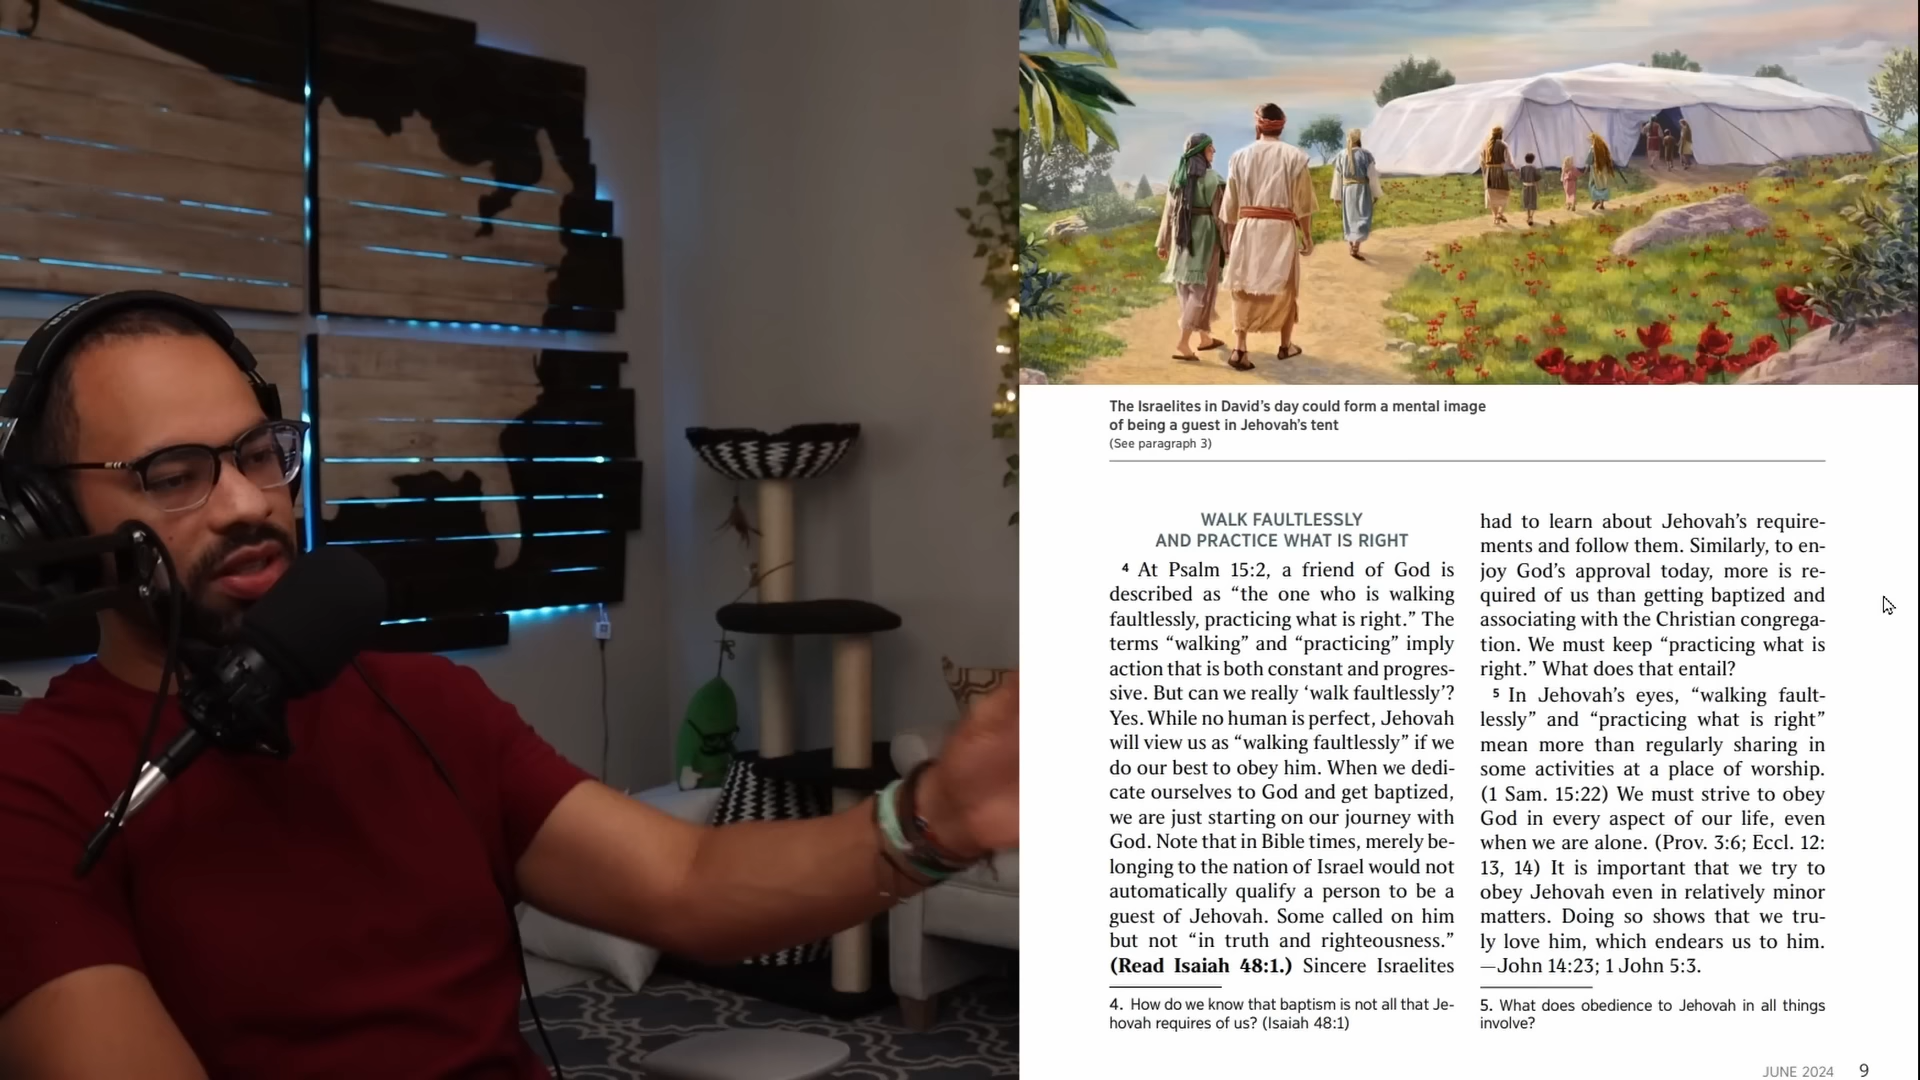 The Israelites in David's day could form a mental image
of being a guest in Jehovah's tent
(See paragraph 3)
WALK FAULTLESSLY
AND PRACTICE WHAT IS RIGHT
4 At Psalm 15:2, a friend of God is
described as “the one who is walking
faultlessly, practicing what is right.” The
terms “walking” and “practicing” imply
action that is both constant and progres-
sive. But can we really ‘walk faultlessly’?
Yes. While no human is perfect, Jehovah
will view us as “walking faultlessly” if we
do our best to obey him. When we dedi-
cate ourselves to God and get baptized,
we are just starting on our journey with
God. Note that in Bible times, merely be-
longing to the nation of Israel would not
automatically qualify a person to be a
guest of Jehovah. Some called on him
but not “in truth and righteousness.”
(Read Isaiah 48:1.) Sincere Israelites
4. How do we know that baptism is not all that Je-
hovah requires of us? (Isaiah 48:1)
had to learn about Jehovah’s require-
ments and follow them. Similarly, to en-
joy God’s approval today, more is re-
quired of us than getting baptized and
associating with the Christian congrega-
tion. We must keep “practicing what is
right.” What does that entail?
5 In Jehovah’s eyes, “walking fault-
lessly” and “practicing what is right”
mean more than regularly sharing in
some activities at a place of worship.
(1 Sam. 15:22) We must strive to obey
God in every aspect of our life, even
when we are alone. (Prov. 3:6; Eccl. 12:
13, 14) It is important that we try to
obey Jehovah even in relatively minor
matters. Doing so shows that we tru-
ly love him, which endears us to him.
—John 14:23; 1 John 5:3.
5. What does obedience to Jehovah in all things
involve?
JUNE 2024 9